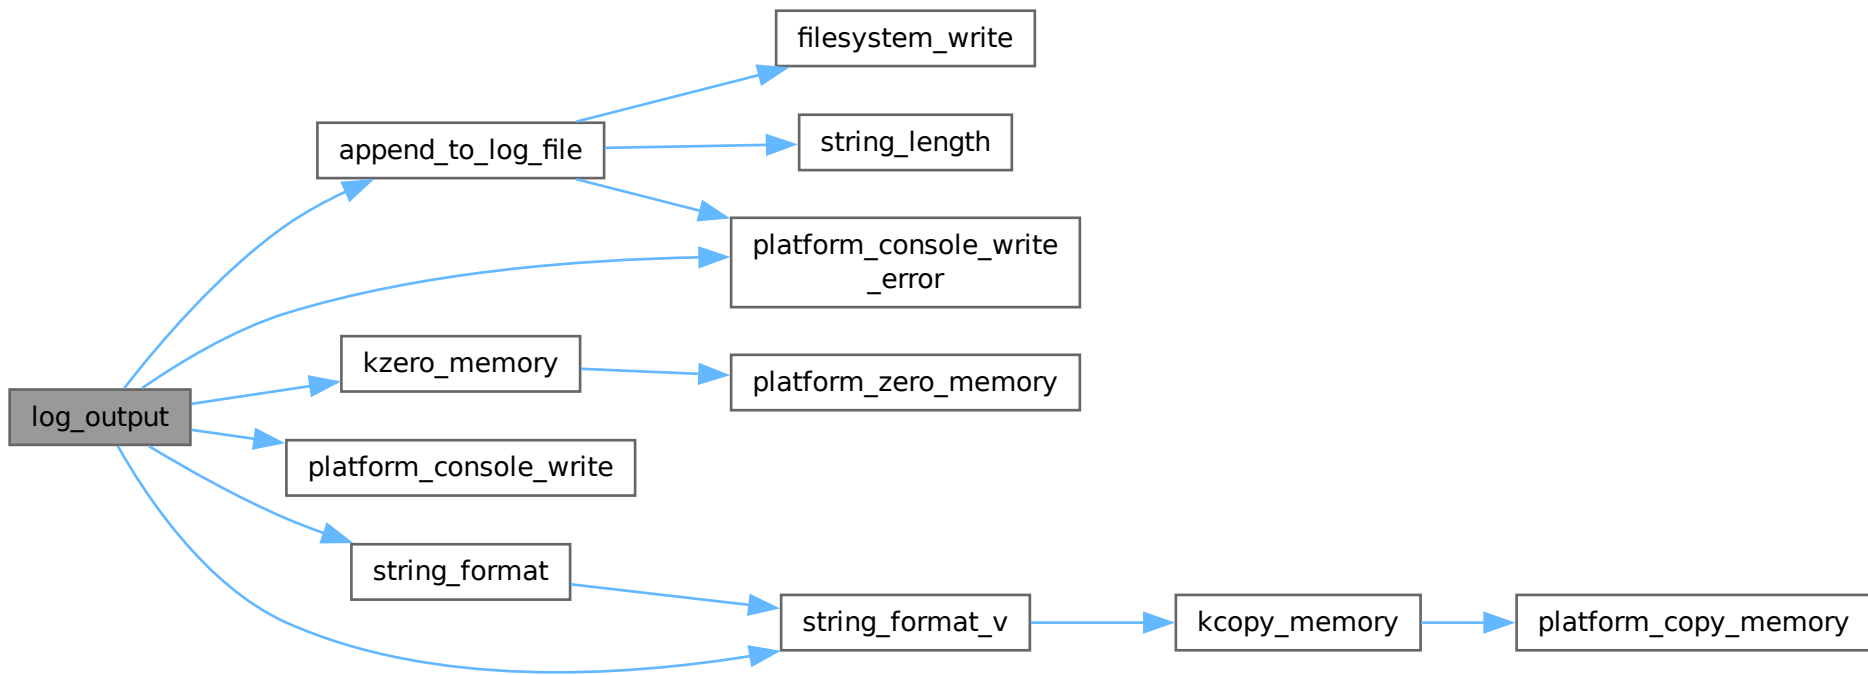 filesystem_write
string_length
append_to_log_file
platform_console_write
_error
kzero_memory
platform_zero_memory
log_output
platform_console_write
string_format
string_format_v
kcopy_memory
platform_copy_memory